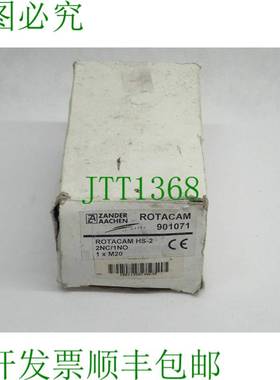 图必究
ZANDER
AACHEN
ROTACAM
901071
JTT1368
ROTACAM HS-2
2NC/1NO
1 x M20
CE
开发票顺丰包邮